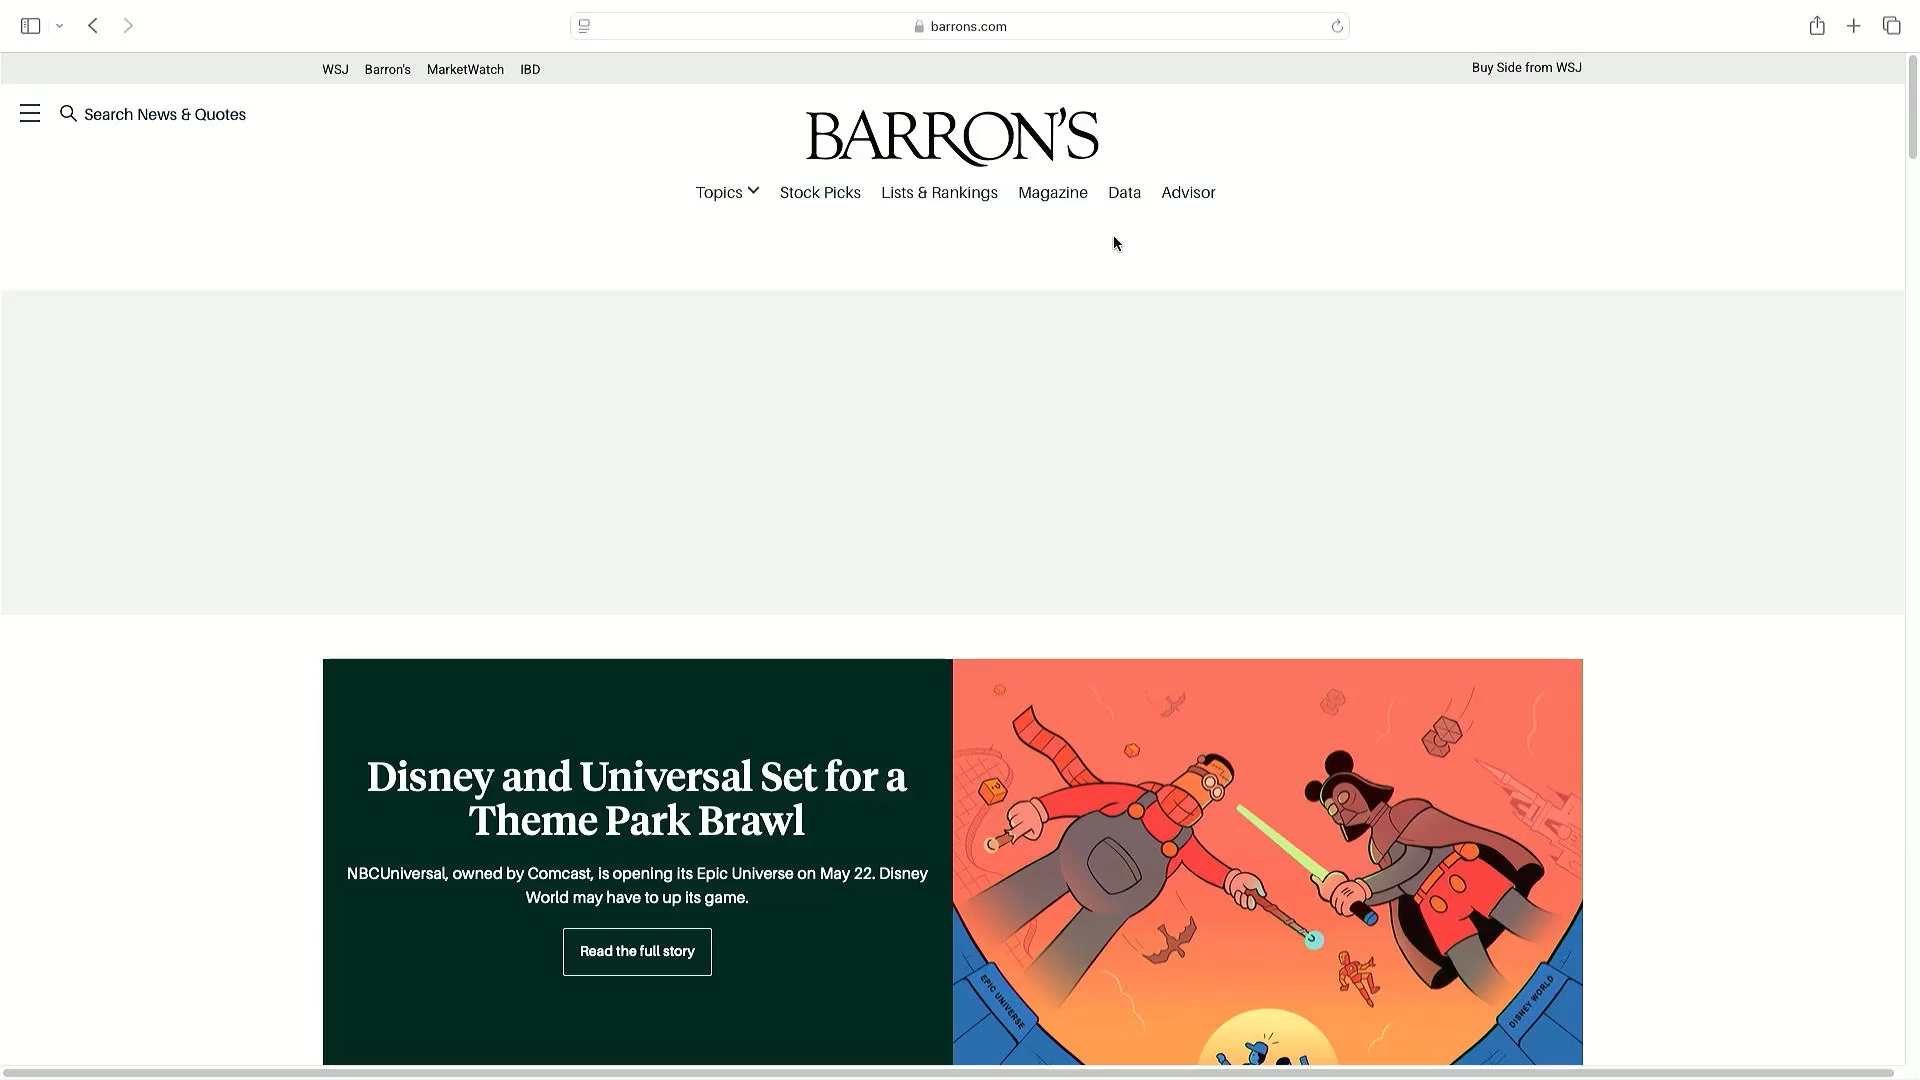 barrons.com
WSJ Barron's MarketWatch IBD Buy Side from WSJ
Search News & Quotes
BARRON'S
Topics Stock Picks Lists & Rankings Magazine Data Advisor
Disney and Universal Set for a
Theme Park Brawl
NBCUniversal, owned by Comcast, is opening its Epic Universe on May 22. Disney
World may have to up its game.
Read the full story
?
EPIC UNIVERSE
DISNEY WORLD